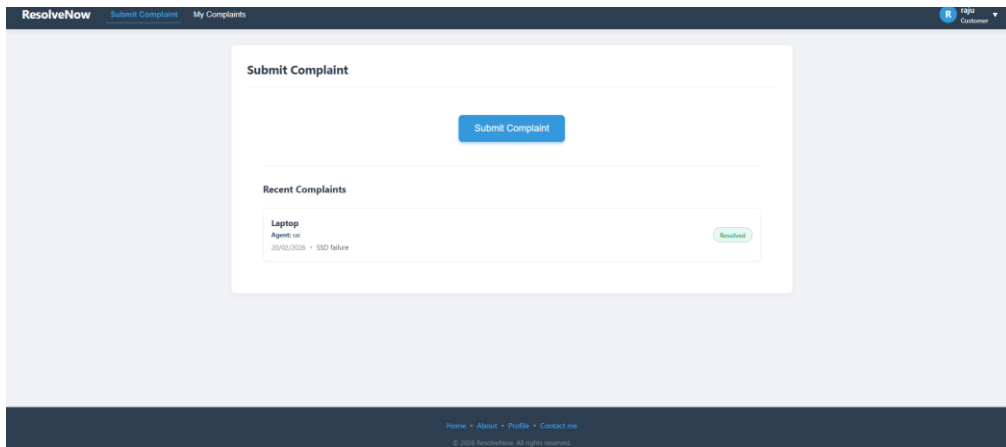 ResolveNow Submit Complaint My Complaints R raju ▼
Customer
Submit Complaint
Submit Complaint
Recent Complaints
Laptop
Agent: sai
Resolved
20/02/2026 • SSD failure
Home • About • Profile • Contact me
© 2026 ResolveNow. All rights reserved.